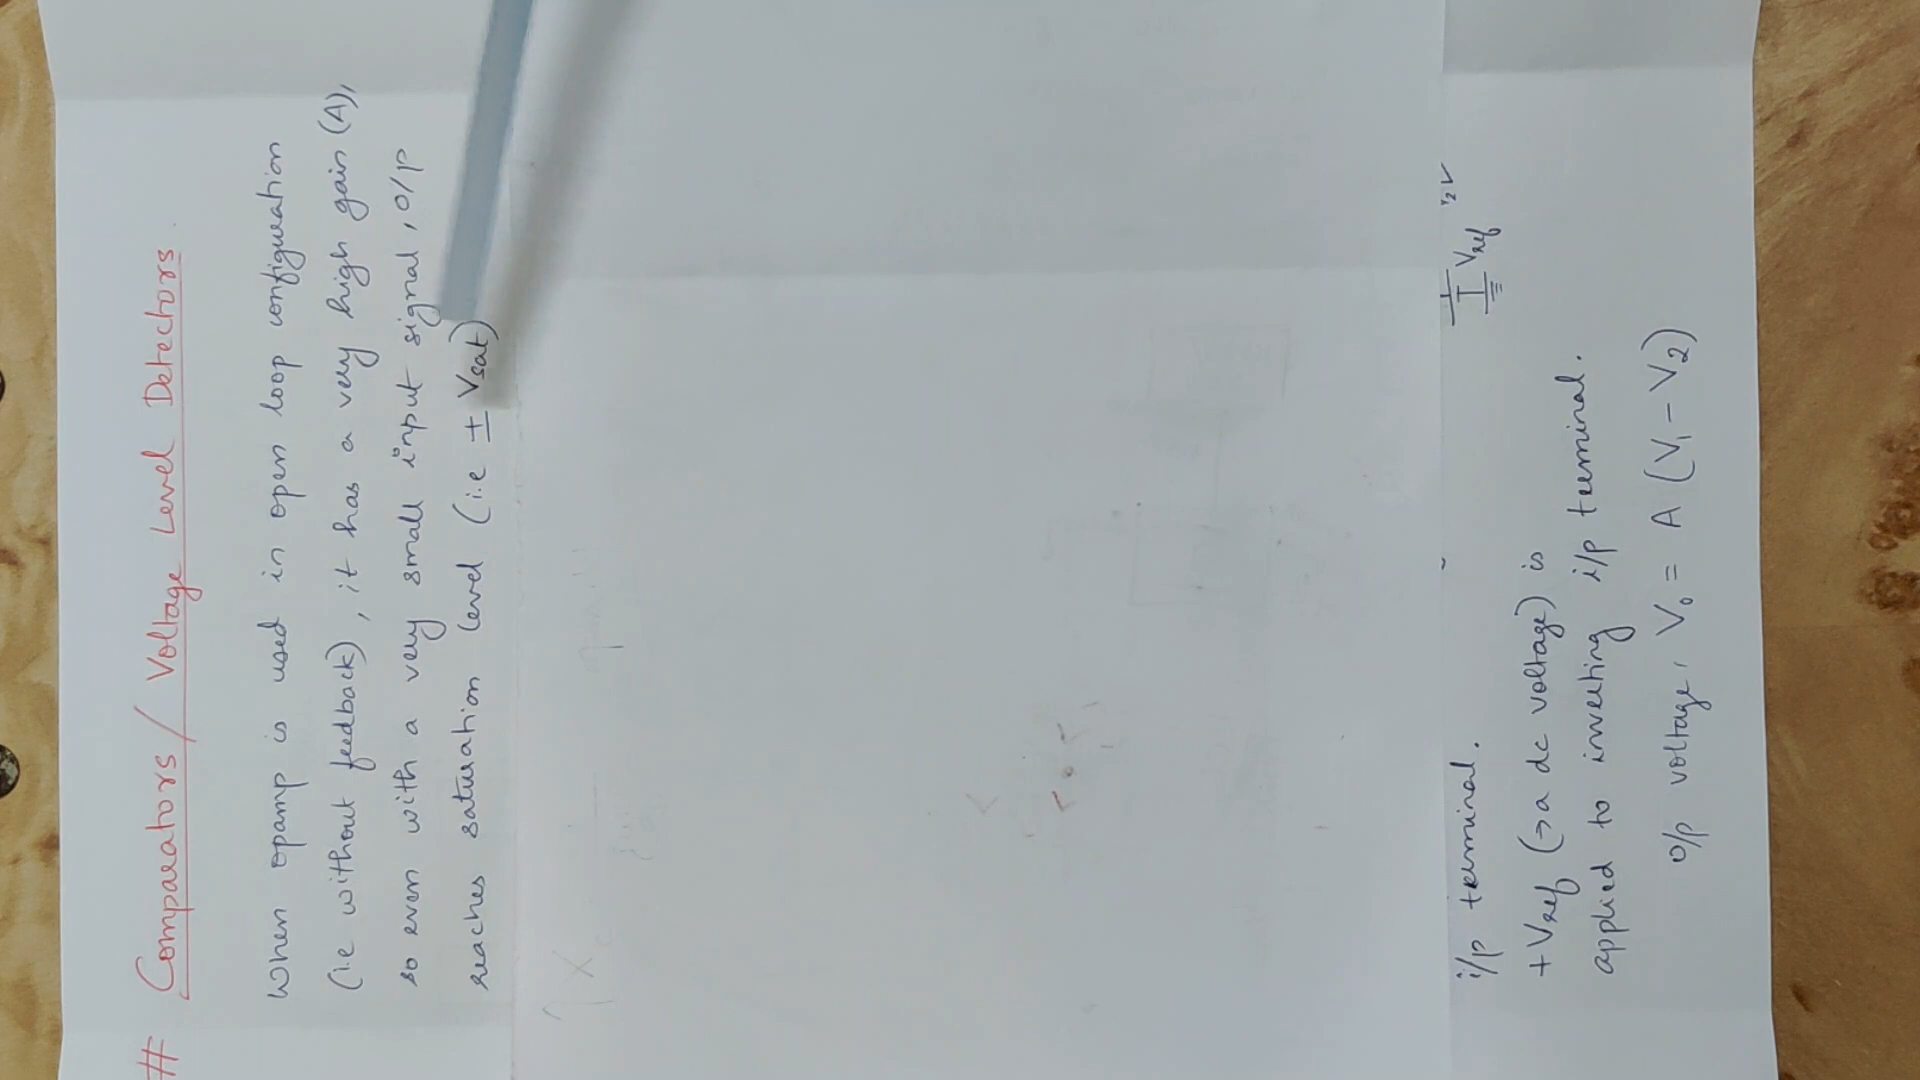 # Comparators / Voltage Level Detectors.
When opamp is used in open loop configuration
(i.e without feedback), it has a very high gain (A),
so even with a very small input signal, o/p
reaches saturation level (i.e ± Vsat)
Vref
i/p terminal.
+Vref (→a dc voltage) is
applied to inverting i/p terminal.
o/p voltage, Vo = A (V1 - V2)